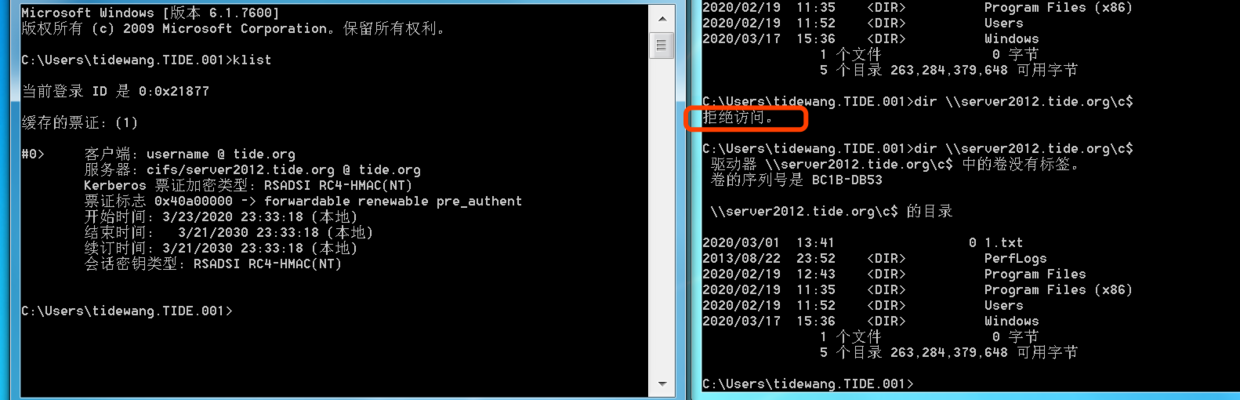 Microsoft Windows [版本 6.1.7600]
版权所有 (c) 2009 Microsoft Corporation。保留所有权利。
C:\Users\tidewang.TIDE.001>klist
当前登录 ID 是 0:0x21877
缓存的票证: (1)
#0> 客户端: username @ tide.org
服务器: cifs/server2012.tide.org @ tide.org
Kerberos 票证加密类型: RSADSI RC4-HMAC(NT)
票证标志 0x40a00000 -> forwardable renewable pre_authent
开始时间: 3/23/2020 23:33:18 (本地)
结束时间: 3/21/2030 23:33:18 (本地)
续订时间: 3/21/2030 23:33:18 (本地)
会话密钥类型: RSADSI RC4-HMAC(NT)
C:\Users\tidewang.TIDE.001>
2020/02/19 11:35 <DIR> Program Files (x86)
2020/02/19 11:52 <DIR> Users
2020/03/17 15:36 <DIR> Windows
1 个文件 0 字节
5 个目录 263,284,379,648 可用字节
C:\Users\tidewang.TIDE.001>dir \\server2012.tide.org\c$
拒绝访问。
C:\Users\tidewang.TIDE.001>dir \\server2012.tide.org\c$
驱动器 \\server2012.tide.org\c$ 中的卷没有标签。
卷的序列号是 BC1B-DB53
\\server2012.tide.org\c$ 的目录
2020/03/01 13:41 0 1.txt
2013/08/22 23:52 <DIR> PerfLogs
2020/02/19 12:43 <DIR> Program Files
2020/02/19 11:35 <DIR> Program Files (x86)
2020/02/19 11:52 <DIR> Users
2020/03/17 15:36 <DIR> Windows
1 个文件 0 字节
5 个目录 263,284,379,648 可用字节
C:\Users\tidewang.TIDE.001>